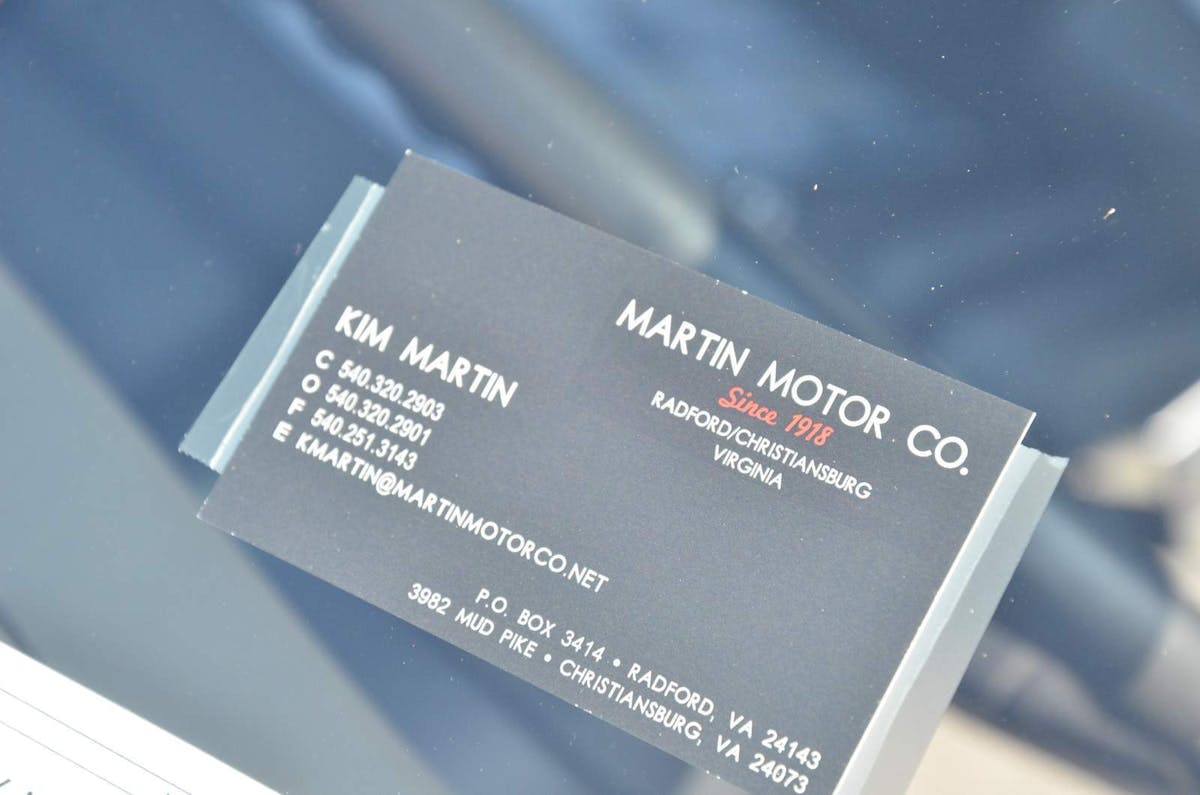 MARTIN MOTOR CO.
Since 1918
RADFORD/CHRISTIANSBURG
VIRGINIA
KIM MARTIN
C 540.320.2903
O 540.320.2901
F 540.251.3143
E KMARTIN@MARTINMOTORCO.NET
P.O. BOX 3414 • RADFORD, VA 24143
3982 MUD PIKE • CHRISTIANSBURG, VA 24073